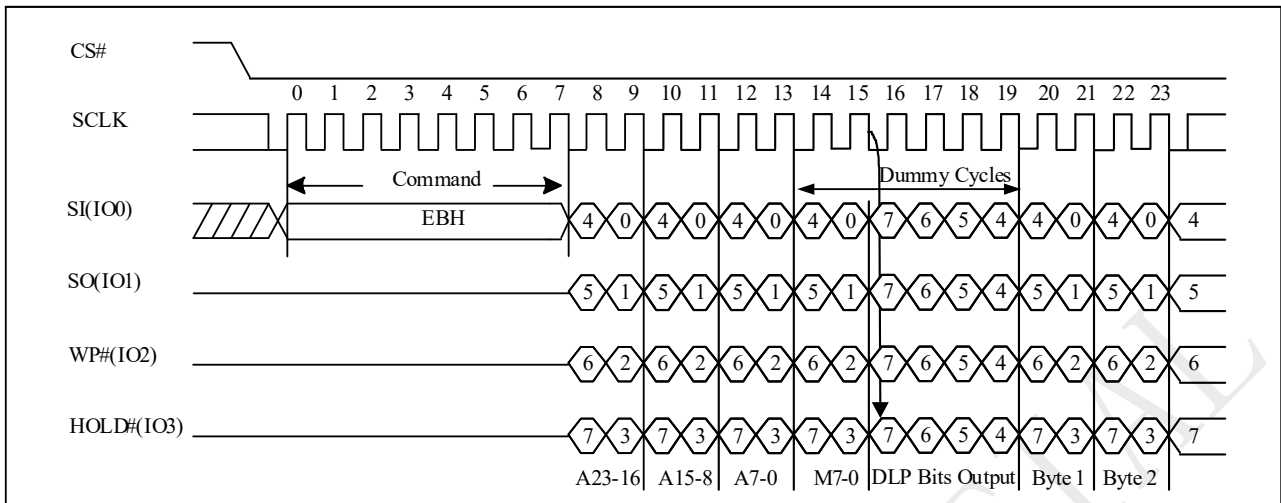 CS#
0 1 2 3 4 5 6 7 8 9 10 11 12 13 14 15 16 17 18 19 20 21 22 23
SCLK
Command
Dummy Cycles
SI(IO0)
EBH
4 0 4 0 4 0 4 0 7 6 5 4 4 0 4 0 4
SO(IO1)
5 1 5 1 5 1 5 1 7 6 5 4 5 1 5 1 5
WP#(IO2)
6 2 6 2 6 2 6 2 7 6 5 4 6 2 6 2 6
HOLD#(IO3)
7 3 7 3 7 3 7 3 7 6 5 4 7 3 7 3 7
A23-16 A15-8 A7-0 M7-0 DLP Bits Output Byte 1 Byte 2